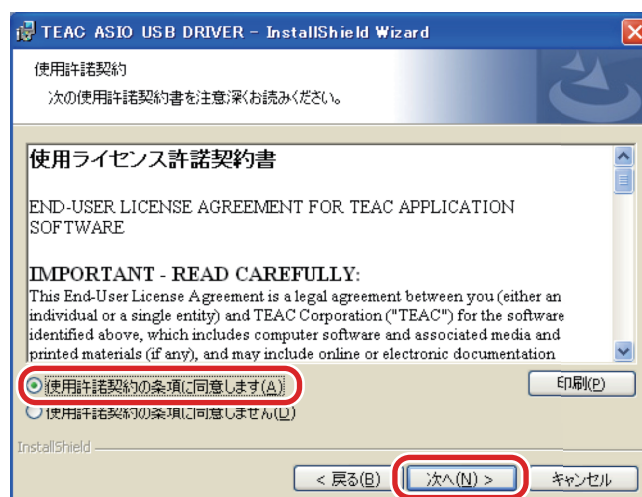 TEAC ASIO USB DRIVER - InstallShield Wizard
使用許諾契約
次の使用許諾契約書を注意深くお読みください。
使用ライセンス許諾契約書
END-USER LICENSE AGREEMENT FOR TEAC APPLICATION
SOFTWARE
IMPORTANT - READ CAREFULLY:
This End-User License Agreement is a legal agreement between you (either an
individual or a single entity) and TEAC Corporation ("TEAC") for the software
identified above, which includes computer software and associated media and
printed materials (if any), and may include online or electronic documentation
使用許諾契約の条項に同意します(A)
印刷(P)
使用許諾契約の条項に同意しません(D)
InstallShield
< 戻る(B)
次へ(N) >
キャンセル